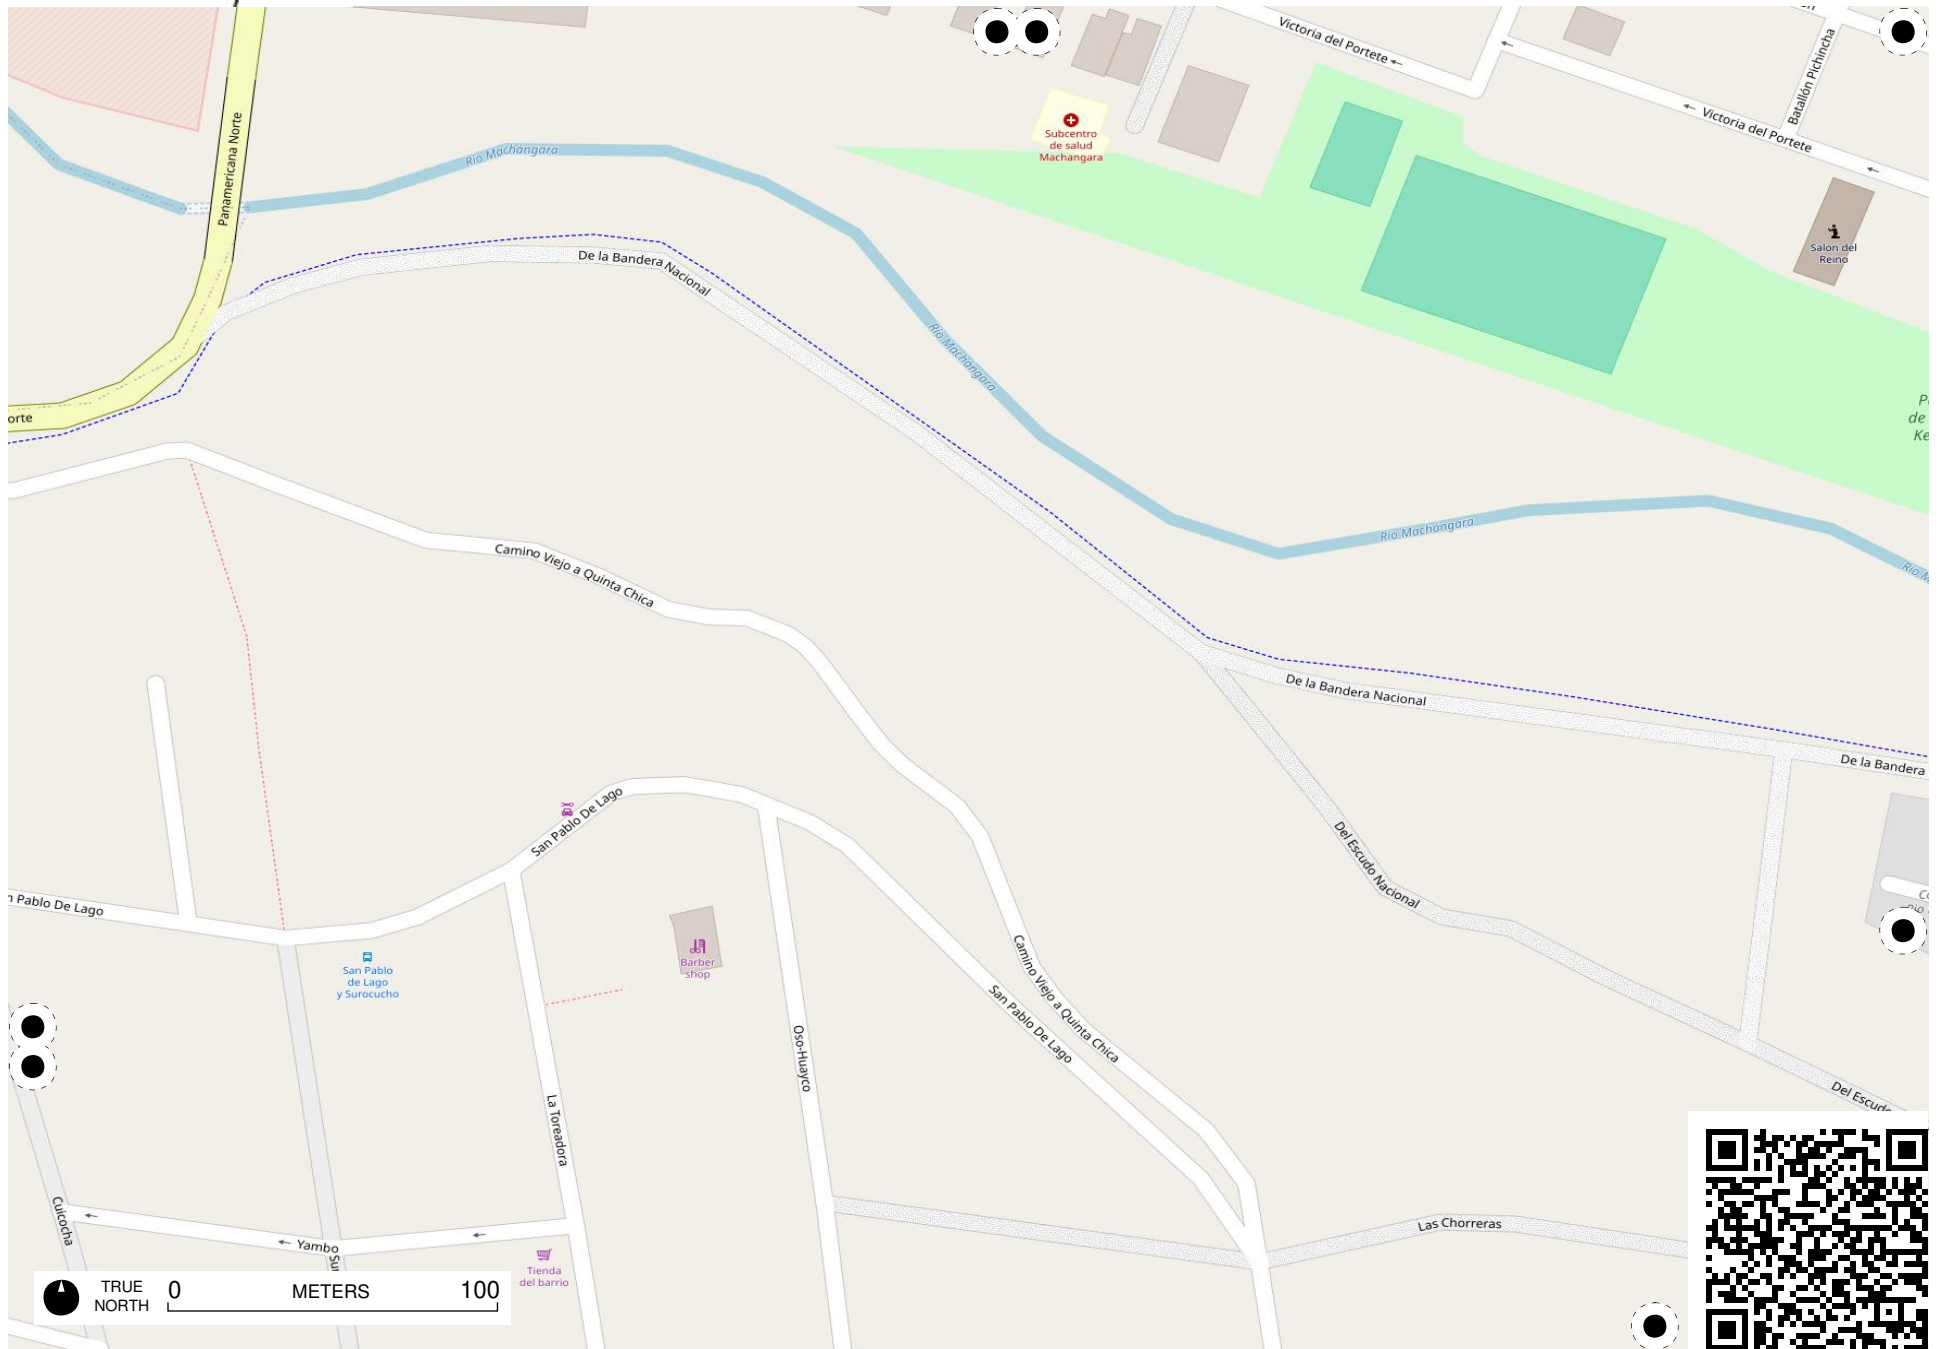 Victoria del Portete
Batallón Pichincha
Victoria del Portete
Panamericana Norte
Subcentro
de salud
Machangara
Río Machángara
Salon del
Reino
De la Bandera Nacional
Río Machángara
orte
Río Machángara
Camino Viejo a Quinta Chica
De la Bandera Nacional
De la Bandera
San Pablo De Lago
Del Escudo Nacional
n Pablo De Lago
San Pablo
de Lago
y Surocucho
Barber
shop
Camino Viejo a Quinta Chica
San Pablo De Lago
Oso-Huayco
La Toreadora
Del Escudo
Cuicocha
Yambo
Las Chorreras
Tienda
del barrio
TRUE
NORTH
0 METERS 100